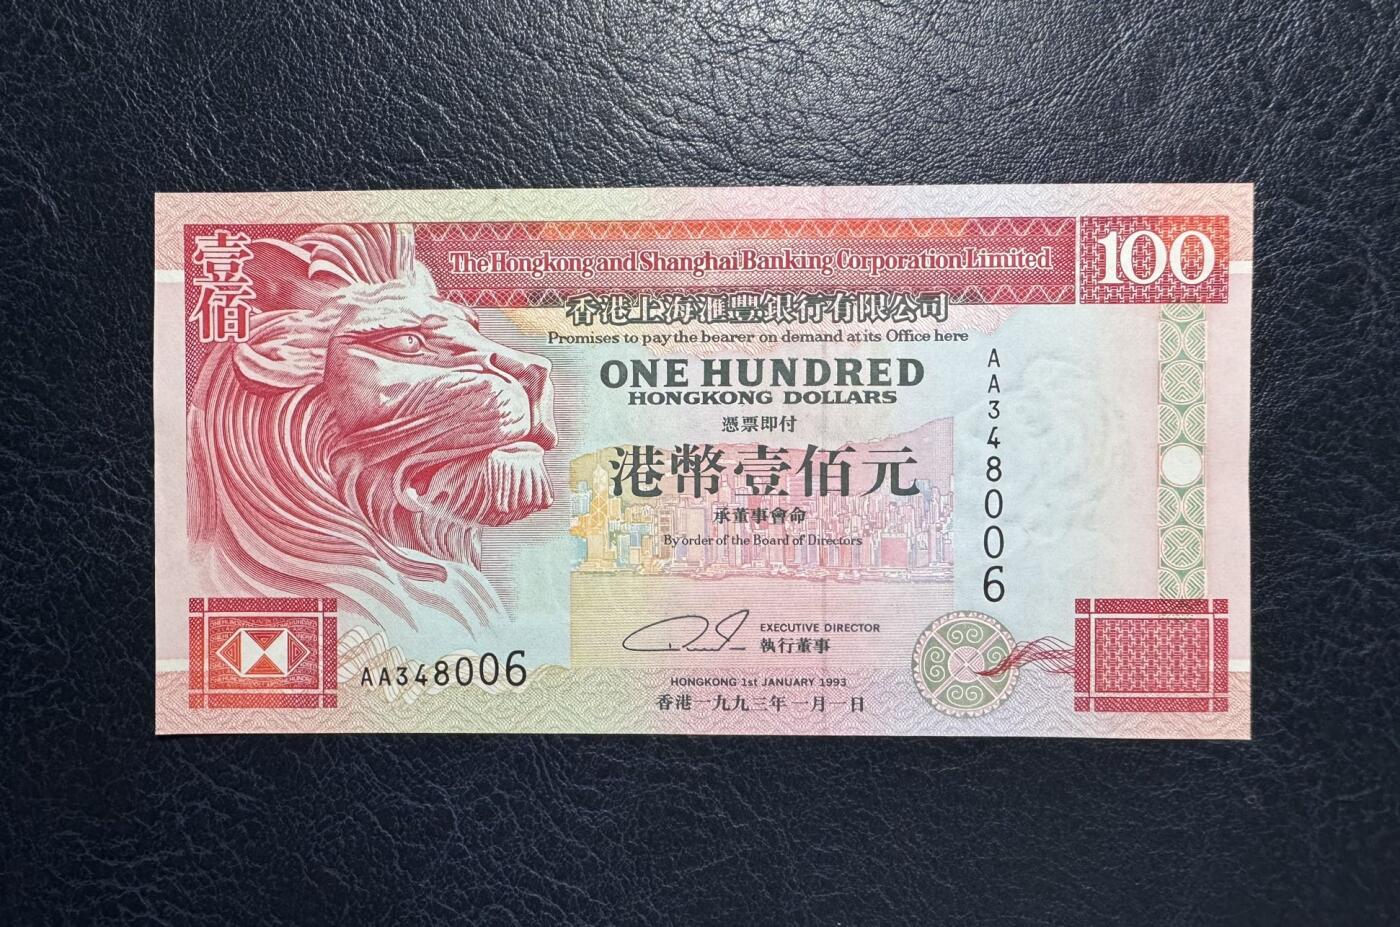 壹佰
The Hongkong and Shanghai Banking Corporation Limited
100
香港上海滙豐銀行有限公司
Promises to pay the bearer on demand at its Office here
ONE HUNDRED
HONGKONG DOLLARS
憑票即付
港幣壹佰元
承董事會命
By order of the Board of Directors
AA348006
EXECUTIVE DIRECTOR
執行董事
AA348006
HONGKONG 1st JANUARY 1993
香港一九九三年一月一日